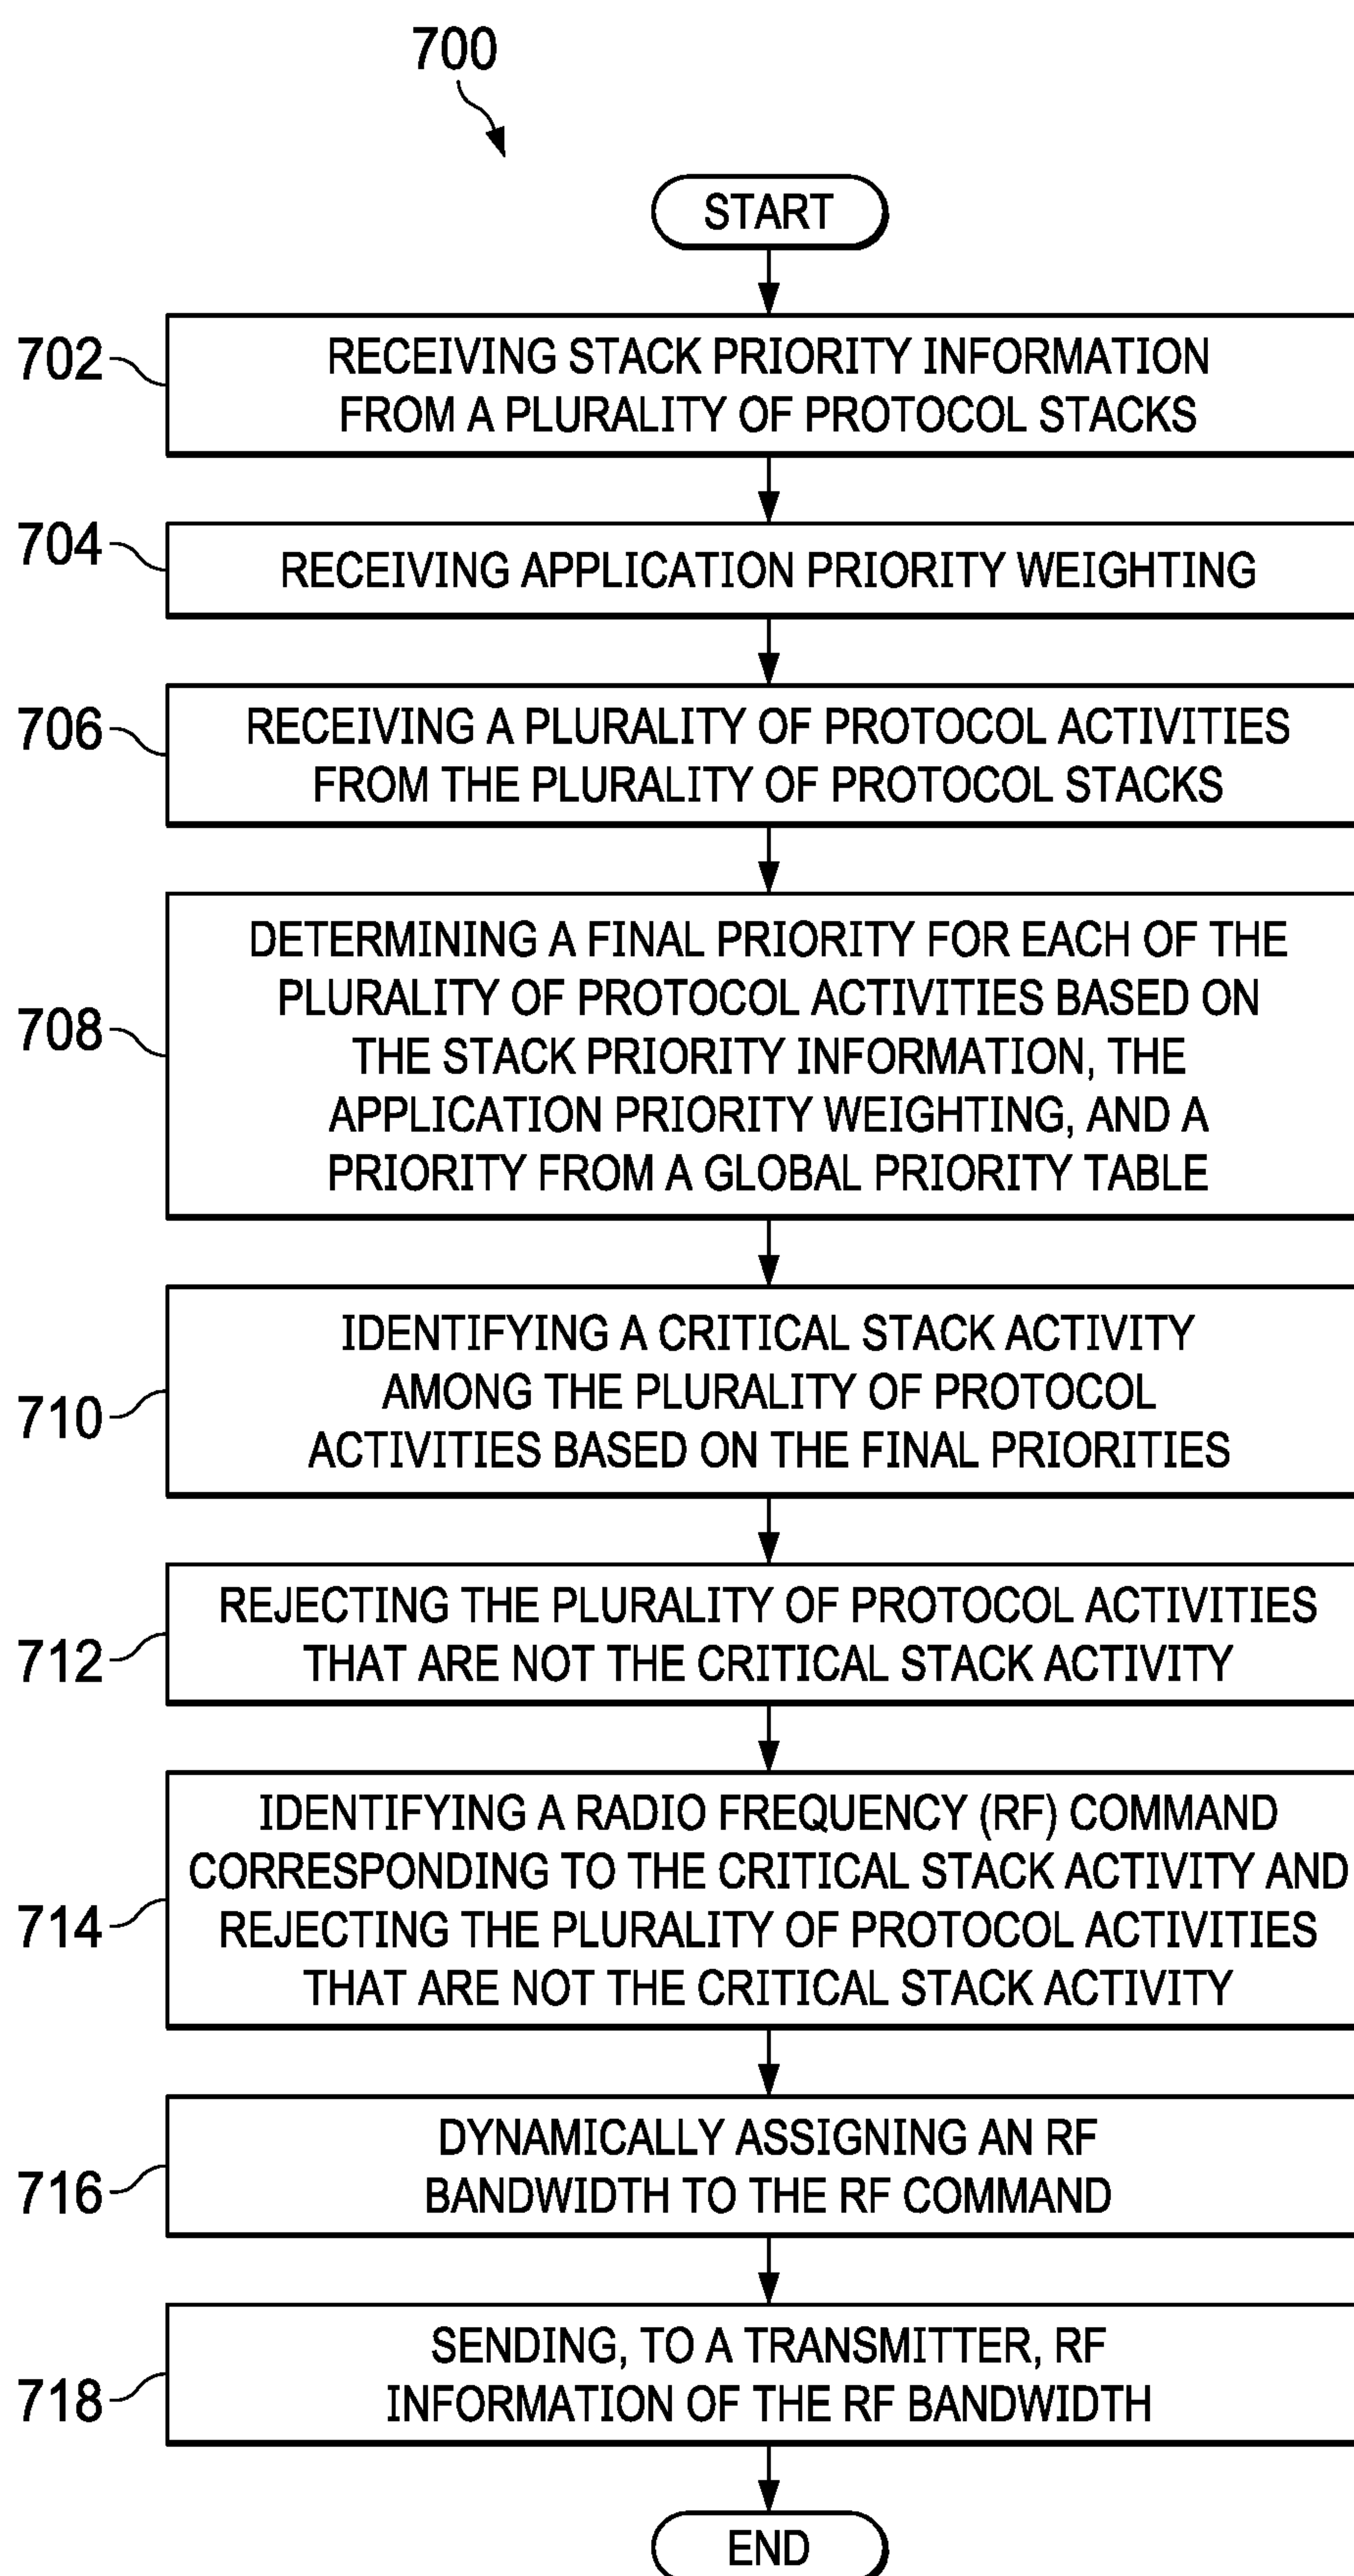 700
START
702
RECEIVING STACK PRIORITY INFORMATION
FROM A PLURALITY OF PROTOCOL STACKS
704
RECEIVING APPLICATION PRIORITY WEIGHTING
706
RECEIVING A PLURALITY OF PROTOCOL ACTIVITIES
FROM THE PLURALITY OF PROTOCOL STACKS
708
DETERMINING A FINAL PRIORITY FOR EACH OF THE
PLURALITY OF PROTOCOL ACTIVITIES BASED ON
THE STACK PRIORITY INFORMATION, THE
APPLICATION PRIORITY WEIGHTING, AND A
PRIORITY FROM A GLOBAL PRIORITY TABLE
710
IDENTIFYING A CRITICAL STACK ACTIVITY
AMONG THE PLURALITY OF PROTOCOL
ACTIVITIES BASED ON THE FINAL PRIORITIES
712
REJECTING THE PLURALITY OF PROTOCOL ACTIVITIES
THAT ARE NOT THE CRITICAL STACK ACTIVITY
714
IDENTIFYING A RADIO FREQUENCY (RF) COMMAND
CORRESPONDING TO THE CRITICAL STACK ACTIVITY AND
REJECTING THE PLURALITY OF PROTOCOL ACTIVITIES
THAT ARE NOT THE CRITICAL STACK ACTIVITY
716
DYNAMICALLY ASSIGNING AN RF
BANDWIDTH TO THE RF COMMAND
718
SENDING, TO A TRANSMITTER, RF
INFORMATION OF THE RF BANDWIDTH
END